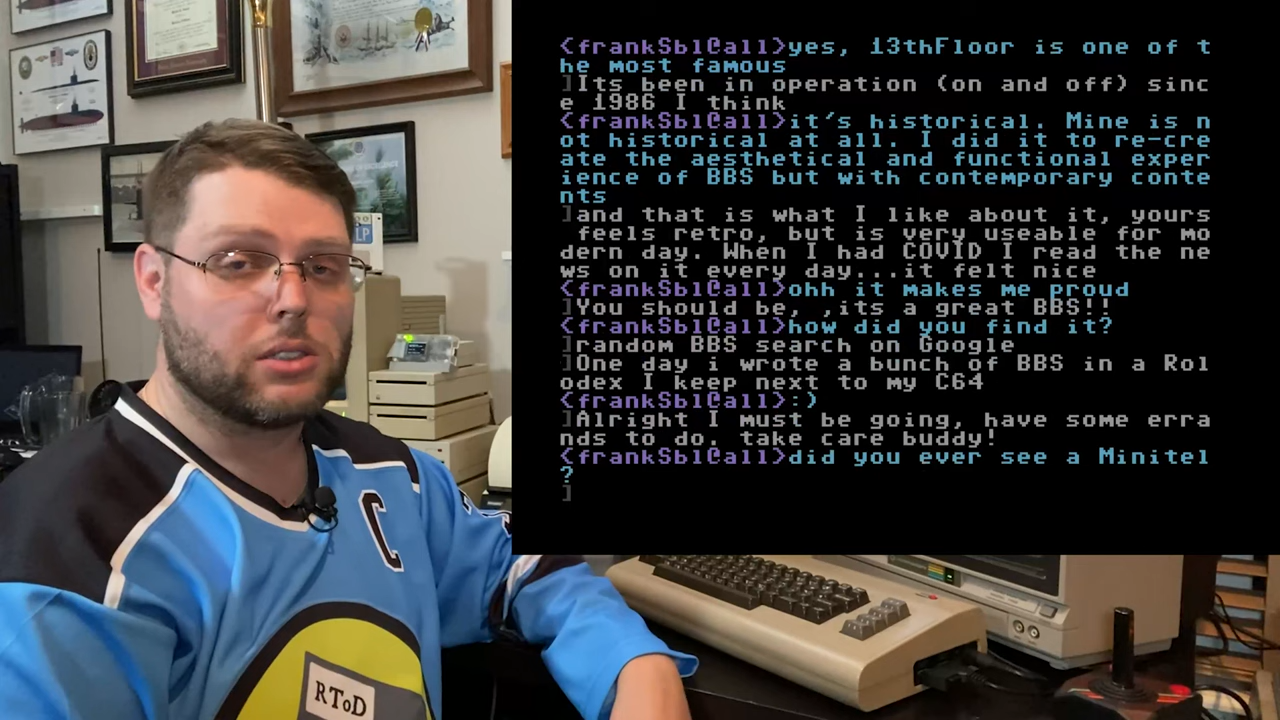 <frankSbl@all>yes, 13thFloor is one of t
he most famous
]Its been in operation (on and off) sinc
e 1986 I think
<frankSbl@all>it's historical. Mine is n
ot historical at all. I did it to re-cre
ate the aesthetical and functional exper
ience of BBS but with contemporary conte
nts
]and that is what I like about it, yours
 feels retro, but is very useable for mo
dern day. When I had COVID I read the ne
ws on it every day...it felt nice
<frankSbl@all>ohh it makes me proud
]You should be, ,its a great BBS!!
<frankSbl@all>how did you find it?
]random BBS search on Google
]One day i wrote a bunch of BBS in a Rol
odex I keep next to my C64
<frankSbl@all>:)
]Alright I must be going, have some erra
nds to do. take care buddy!
<frankSbl@all>did you ever see a Minitel
?
]
LP
C
RToD